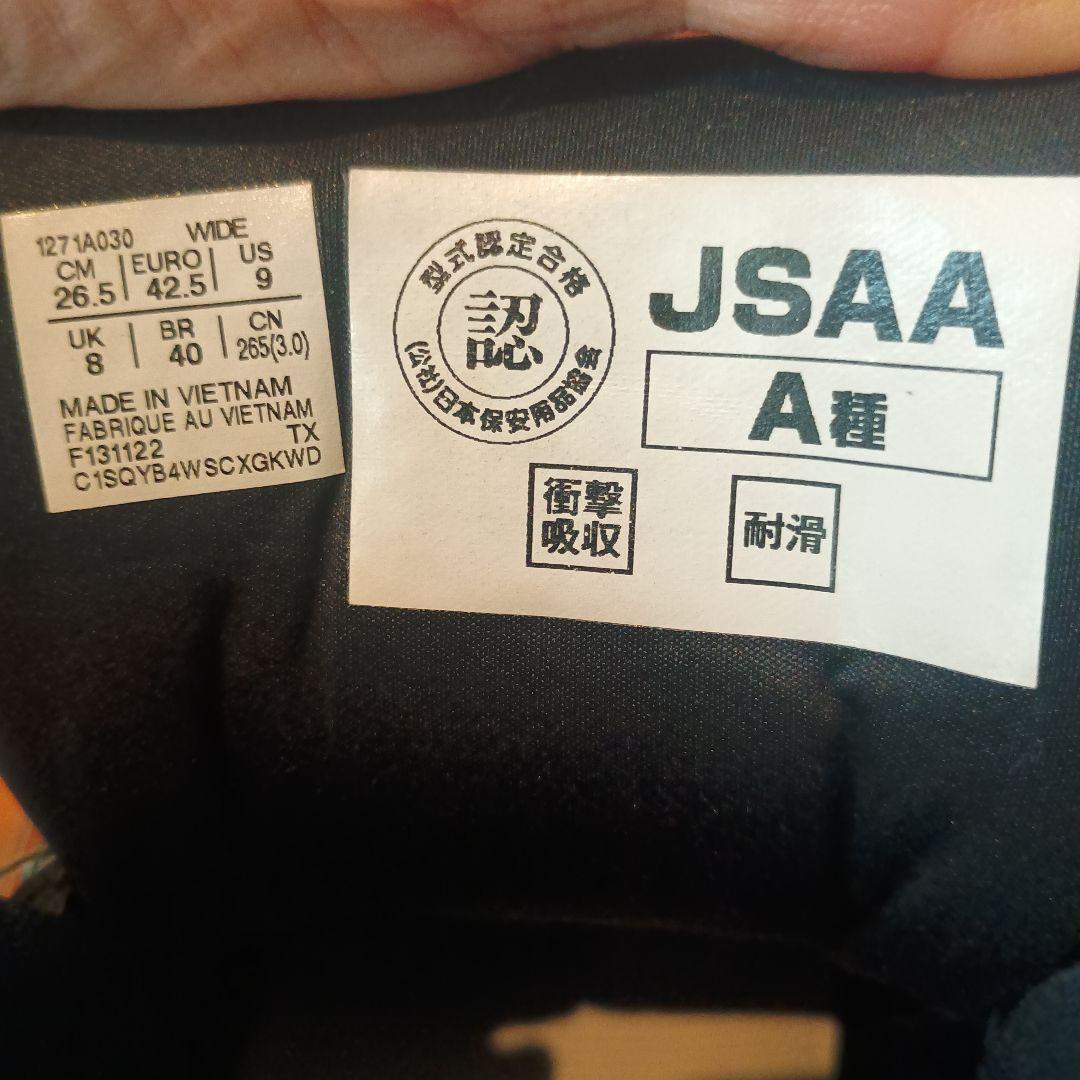 1271A030 WIDE
CM EURO US
26.5 42.5 9
UK BR CN
8 40 265(3.0)
MADE IN VIETNAM
FABRIQUE AU VIETNAM
F131122 TX
C1SQYB4WSCXGKWD
型式認定合格
認
(公社)日本保安用品協会
JSAA
A種
衝撃
吸収
耐滑